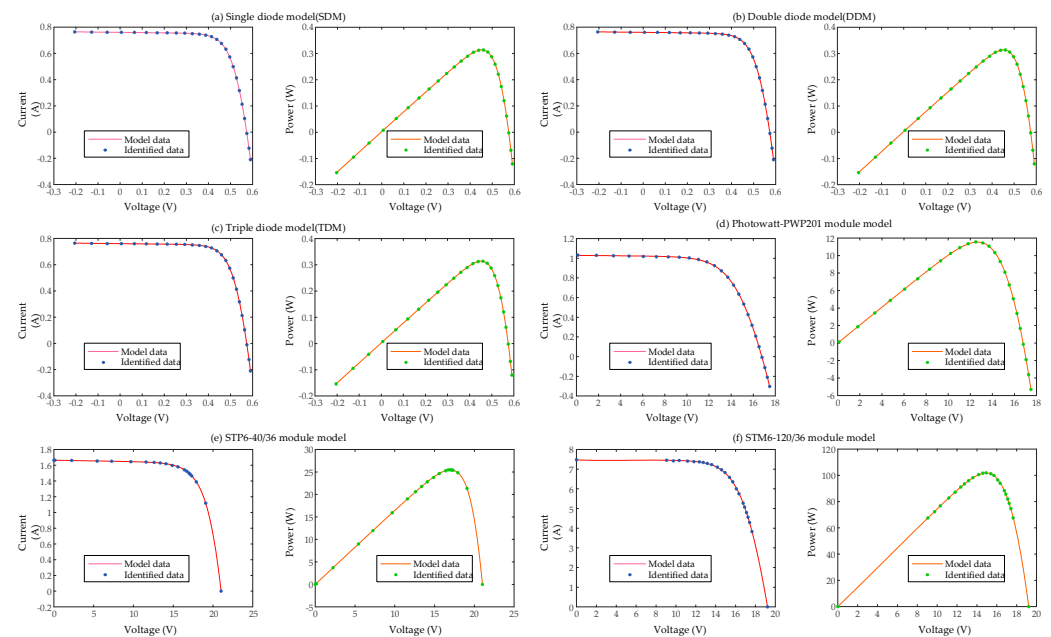 (a) Single diode model(SDM)
0.8
0.6
0.4
0.2
0
-0.2
-0.4
-0.3 -0.2 -0.1 0 0.1 0.2 0.3 0.4 0.5 0.6
Current
(A)
Voltage (V)
Model data
Identified data
0.4
0.3
0.2
0.1
0
-0.1
-0.2
-0.3 -0.2 -0.1 0 0.1 0.2 0.3 0.4 0.5 0.6
Power (W)
Voltage (V)
Model data
Identified data
(b) Double diode model(DDM)
0.8
0.6
0.4
0.2
0
-0.2
-0.4
-0.3 -0.2 -0.1 0 0.1 0.2 0.3 0.4 0.5 0.6
Current
(A)
Voltage (V)
Model data
Identified data
0.4
0.3
0.2
0.1
0
-0.1
-0.2
-0.3 -0.2 -0.1 0 0.1 0.2 0.3 0.4 0.5 0.6
Power (W)
Voltage (V)
Model data
Identified data
(c) Triple diode model(TDM)
0.8
0.6
0.4
0.2
0
-0.2
-0.4
-0.3 -0.2 -0.1 0 0.1 0.2 0.3 0.4 0.5 0.6
Current
(A)
Voltage (V)
Model data
Identified data
0.4
0.3
0.2
0.1
0
-0.1
-0.2
-0.3 -0.2 -0.1 0 0.1 0.2 0.3 0.4 0.5 0.6
Power (W)
Voltage (V)
Model data
Identified data
(d) Photowatt-PWP201 module model
1.2
1
0.8
0.6
0.4
0.2
0
-0.2
-0.4
0 2 4 6 8 10 12 14 16 18
Current
(A)
Voltage (V)
Model data
Identified data
12
10
8
6
4
2
0
-2
-4
-6
0 2 4 6 8 10 12 14 16 18
Power (W)
Voltage (V)
Model data
Identified data
(e) STP6-40/36 module model
1.8
1.6
1.4
1.2
1
0.8
0.6
0.4
0.2
0
-0.2
0 5 10 15 20 25
Current
(A)
Voltage (V)
Model data
Identified data
30
25
20
15
10
5
0
-5
0 5 10 15 20 25
Power (W)
Voltage (V)
Model data
Identified data
(f) STM6-120/36 module model
8
7
6
5
4
3
2
1
0
0 2 4 6 8 10 12 14 16 18 20
Current
(A)
Voltage (V)
Model data
Identified data
120
100
80
60
40
20
0
0 2 4 6 8 10 12 14 16 18 20
Power (W)
Voltage (V)
Model data
Identified data